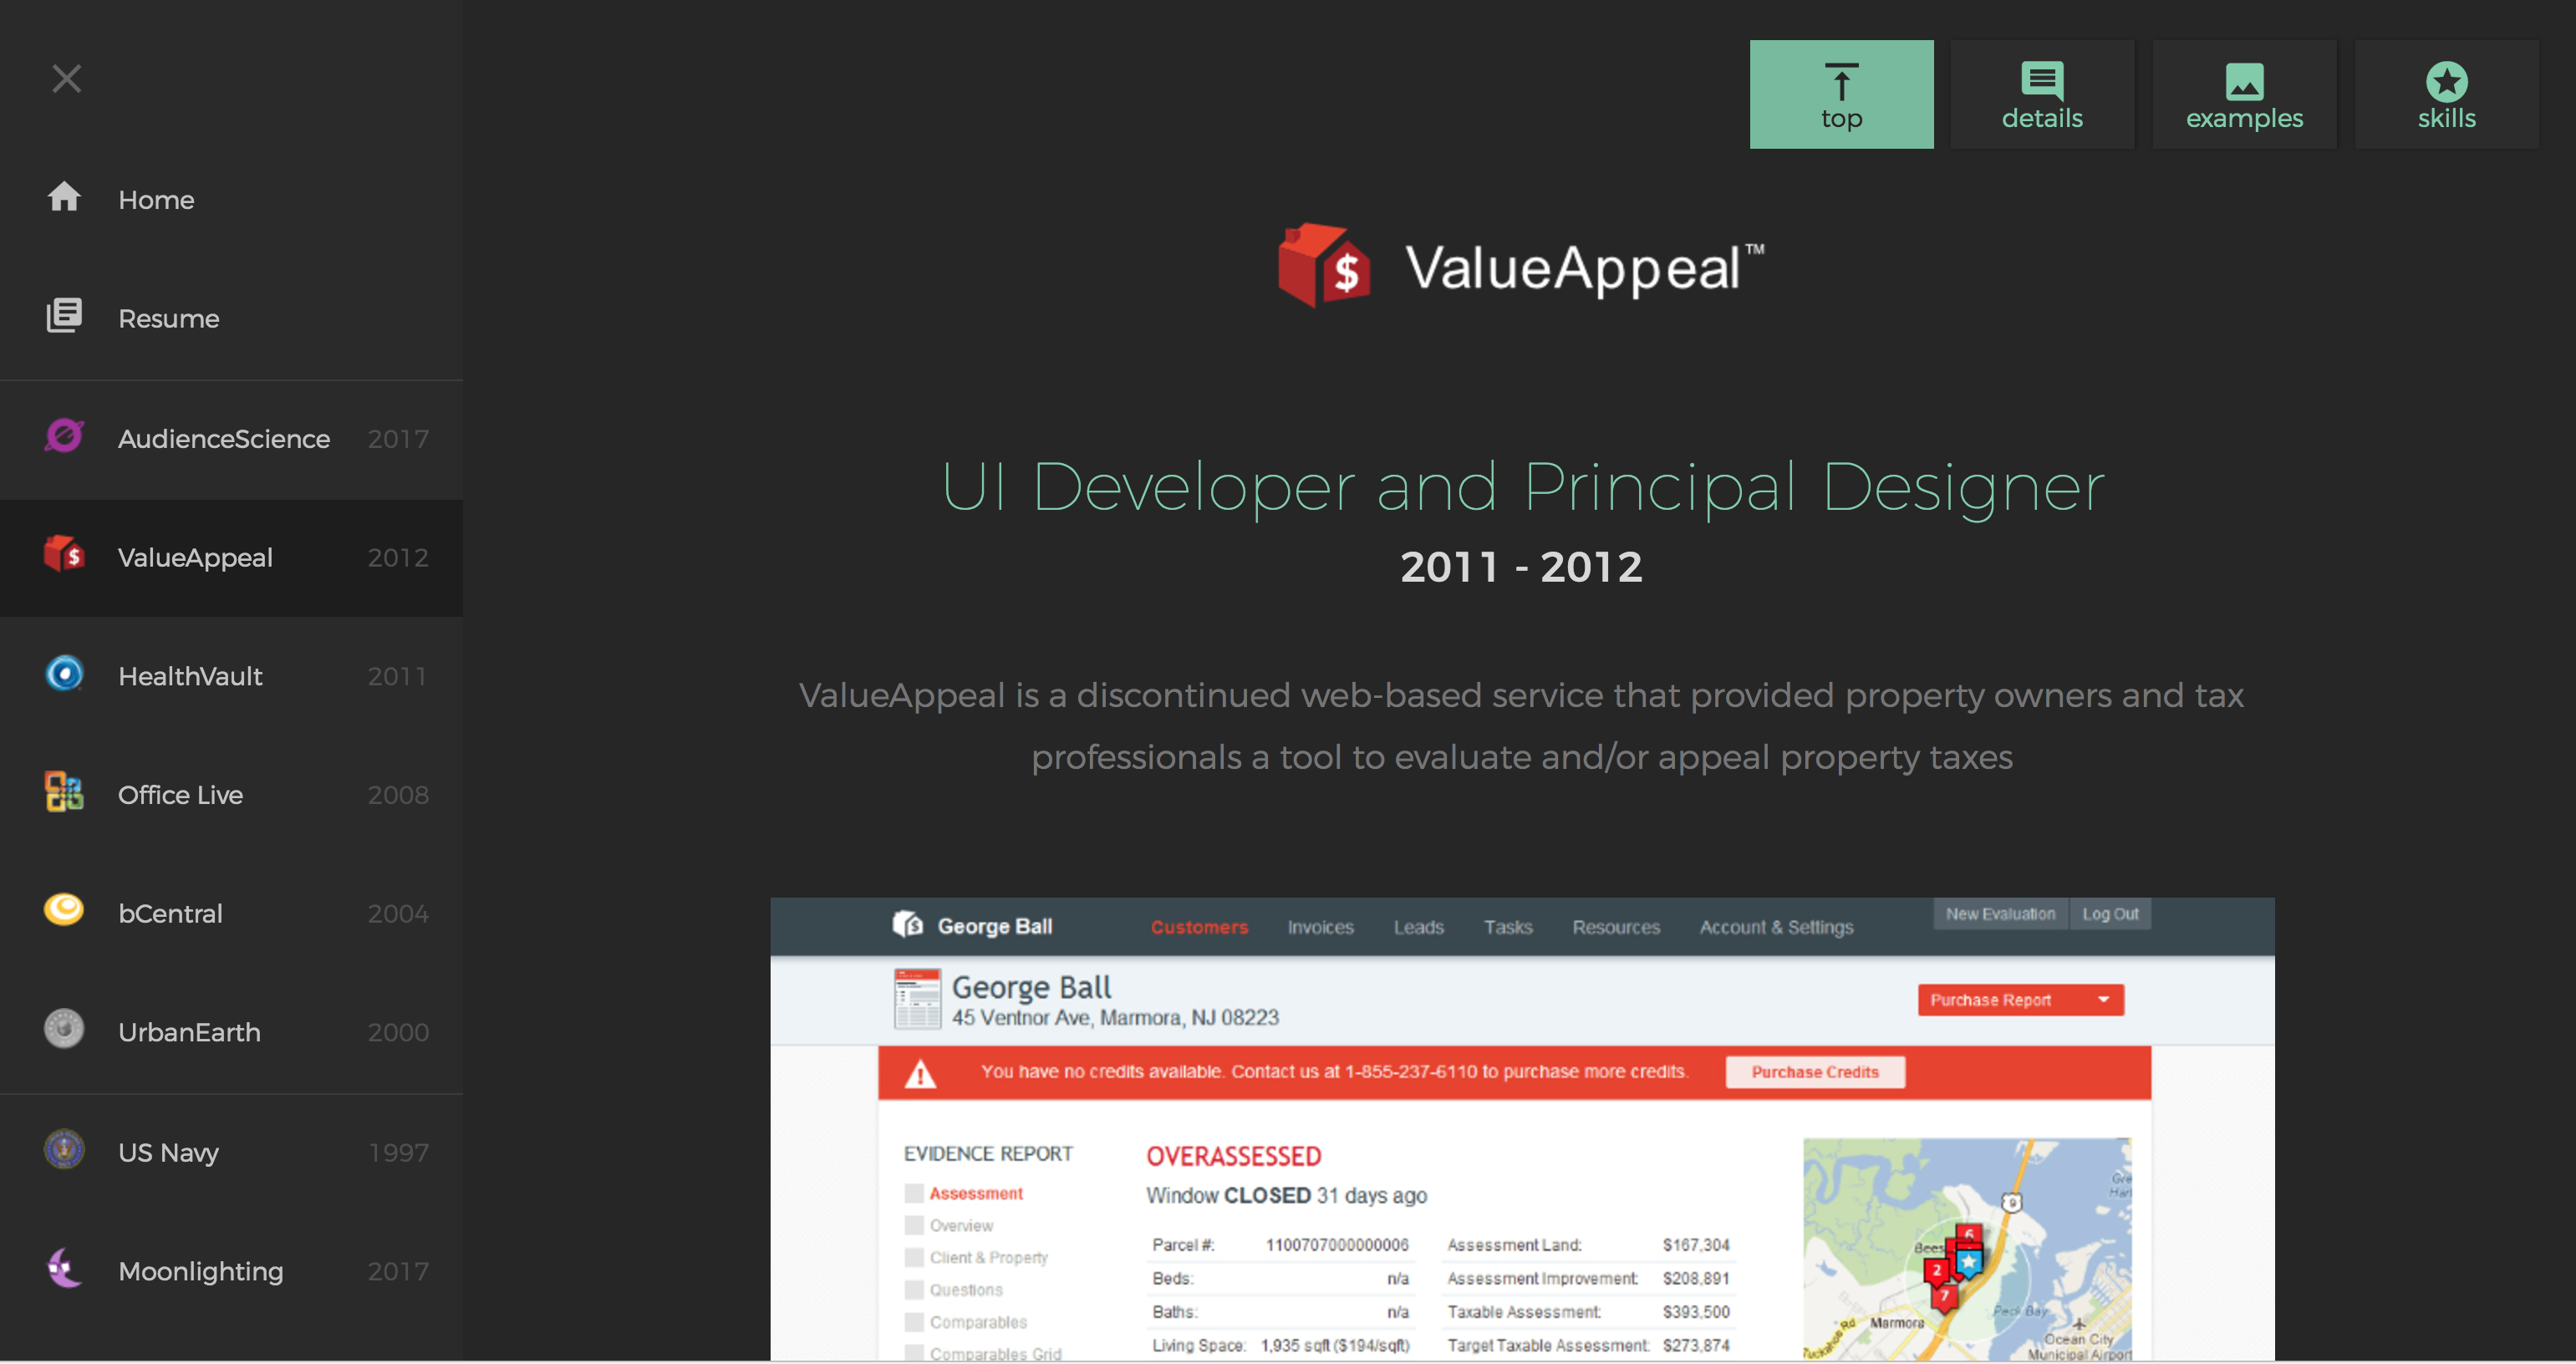 top
details
examples
skills
Home
Resume
AudienceScience 2017
ValueAppeal 2012
HealthVault 2011
Office Live 2008
bCentral 2004
UrbanEarth 2000
US Navy 1997
Moonlighting 2017
$ ValueAppeal™
UI Developer and Principal Designer
2011 - 2012
ValueAppeal is a discontinued web-based service that provided property owners and tax
professionals a tool to evaluate and/or appeal property taxes
George Ball Customers Invoices Leads Tasks Resources Account & Settings New Evaluation Log Out
George Ball
45 Ventnor Ave, Marmora, NJ 08223
Purchase Report
You have no credits available. Contact us at 1-855-237-6110 to purchase more credits. Purchase Credits
EVIDENCE REPORT
Assessment
Overview
Client & Property
Questions
Comparables
Comparables Grid
OVERASSESSED
Window CLOSED 31 days ago
Parcel #: 1100707000000006 Assessment Land: $167,304
Beds: n/a Assessment Improvement: $208,891
Baths: n/a Taxable Assessment: $393,500
Living Space: 1,935 sqft ($194/sqft) Target Taxable Assessment: $273,874
9
6
2
7
Peck Bay
Marmora
Ocean City
Municipal Airport